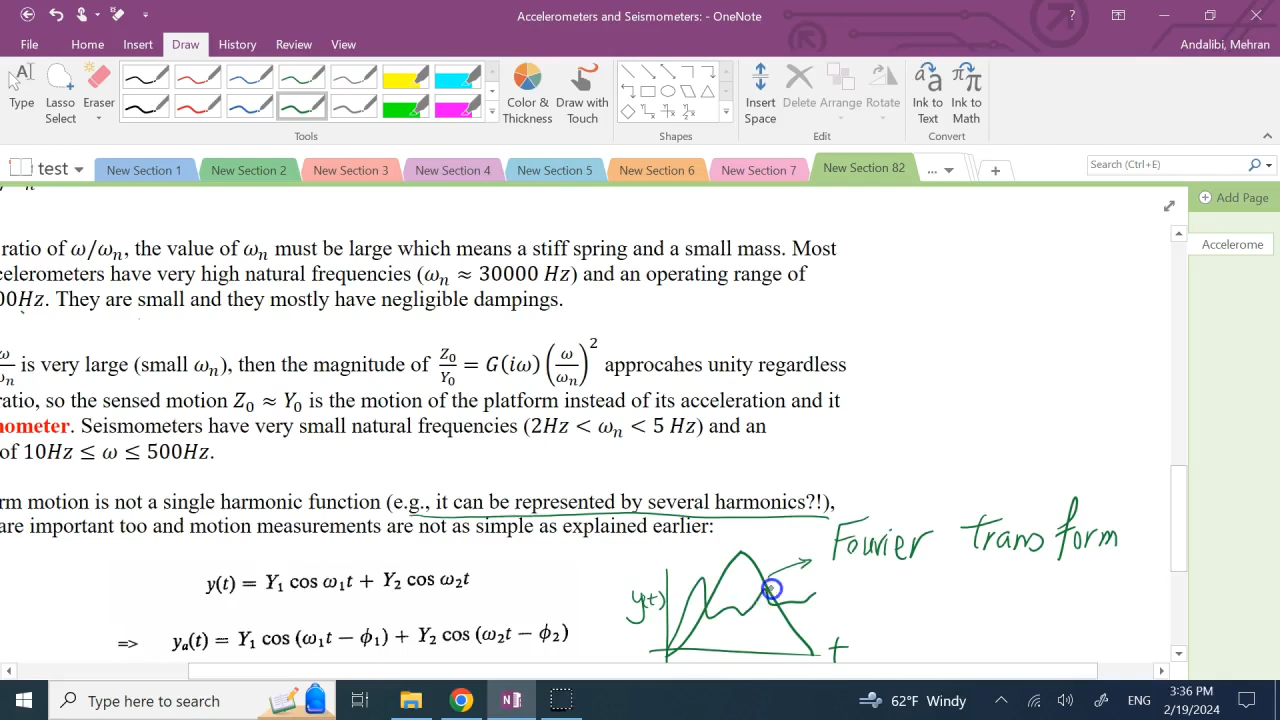 Accelerometers and Seismometers: - OneNote
?
File Home Insert Draw History Review View
Andalibi, Mehran
Type
Lasso Select
Eraser
Color & Thickness
Draw with Touch
Insert Space
Delete
Arrange
Rotate
Ink to Text
Ink to Math
Tools Shapes Edit Convert
test New Section 1 New Section 2 New Section 3 New Section 4 New Section 5 New Section 6 New Section 7 New Section 82 ...
Search (Ctrl+E)
Add Page
Accelerome
n
ratio of ω/ωₙ, the value of ωₙ must be large which means a stiff spring and a small mass. Most
celerometers have very high natural frequencies (ωₙ ≈ 30000 Hz) and an operating range of
00Hz. They are small and they mostly have negligible dampings.
ω/ωₙ is very large (small ωₙ), then the magnitude of Z₀/Y₀ = G(iω)(ω/ωₙ)² approcahes unity regardless
ratio, so the sensed motion Z₀ ≈ Y₀ is the motion of the platform instead of its acceleration and it
mometer. Seismometers have very small natural frequencies (2Hz < ωₙ < 5 Hz) and an
of 10Hz ≤ ω ≤ 500Hz.
rm motion is not a single harmonic function (e.g., it can be represented by several harmonics?!),
are important too and motion measurements are not as simple as explained earlier:
Fourier transform
y(t) = Y₁ cos ω₁t + Y₂ cos ω₂t
y(t)
=> yₐ(t) = Y₁ cos (ω₁t − ϕ₁) + Y₂ cos (ω₂t − ϕ₂)
t
Type here to search
62°F Windy
ENG
3:36 PM
2/19/2024